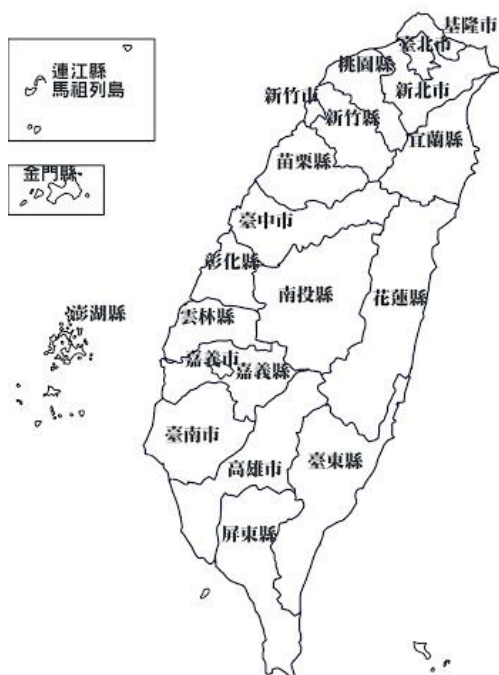 基隆市
臺北市
桃園縣
新北市
連江縣
馬祖列島
新竹市
新竹縣
宜蘭縣
苗栗縣
金門縣
臺中市
彰化縣
南投縣
花蓮縣
澎湖縣
雲林縣
嘉義市
嘉義縣
臺南市
高雄市
臺東縣
屏東縣